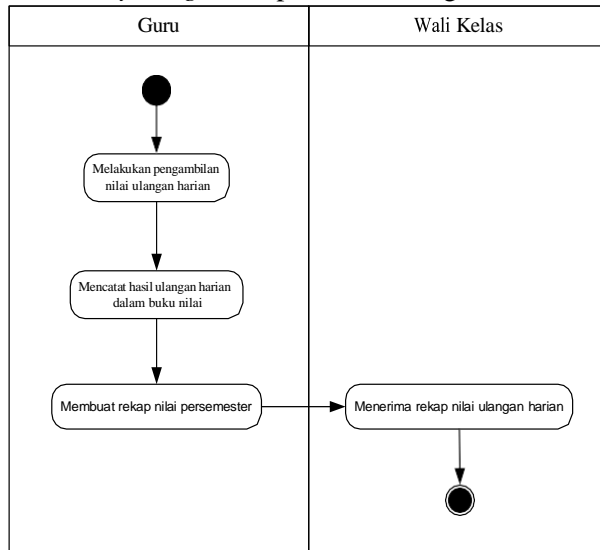 Guru
Wali Kelas
Melakukan pengambilan
nilai ulangan harian
Mencatat hasil ulangan harian
dalam buku nilai
Membuat rekap nilai persemester
Menerima rekap nilai ulangan harian